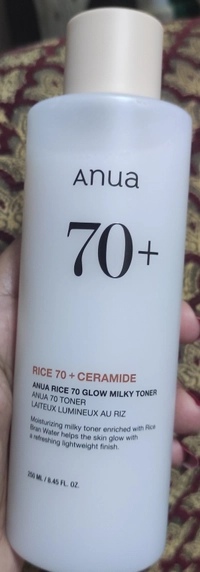 Anua
70+
RICE 70 + CERAMIDE
ANUA RICE 70 GLOW MILKY TONER
ANUA 70 TONER
LAITEUX LUMINEUX AU RIZ
Moisturizing milky toner enriched with Rice
Bran Water helps the skin glow with
a refreshing lightweight finish.
250 ML / 8.45 FL. OZ.